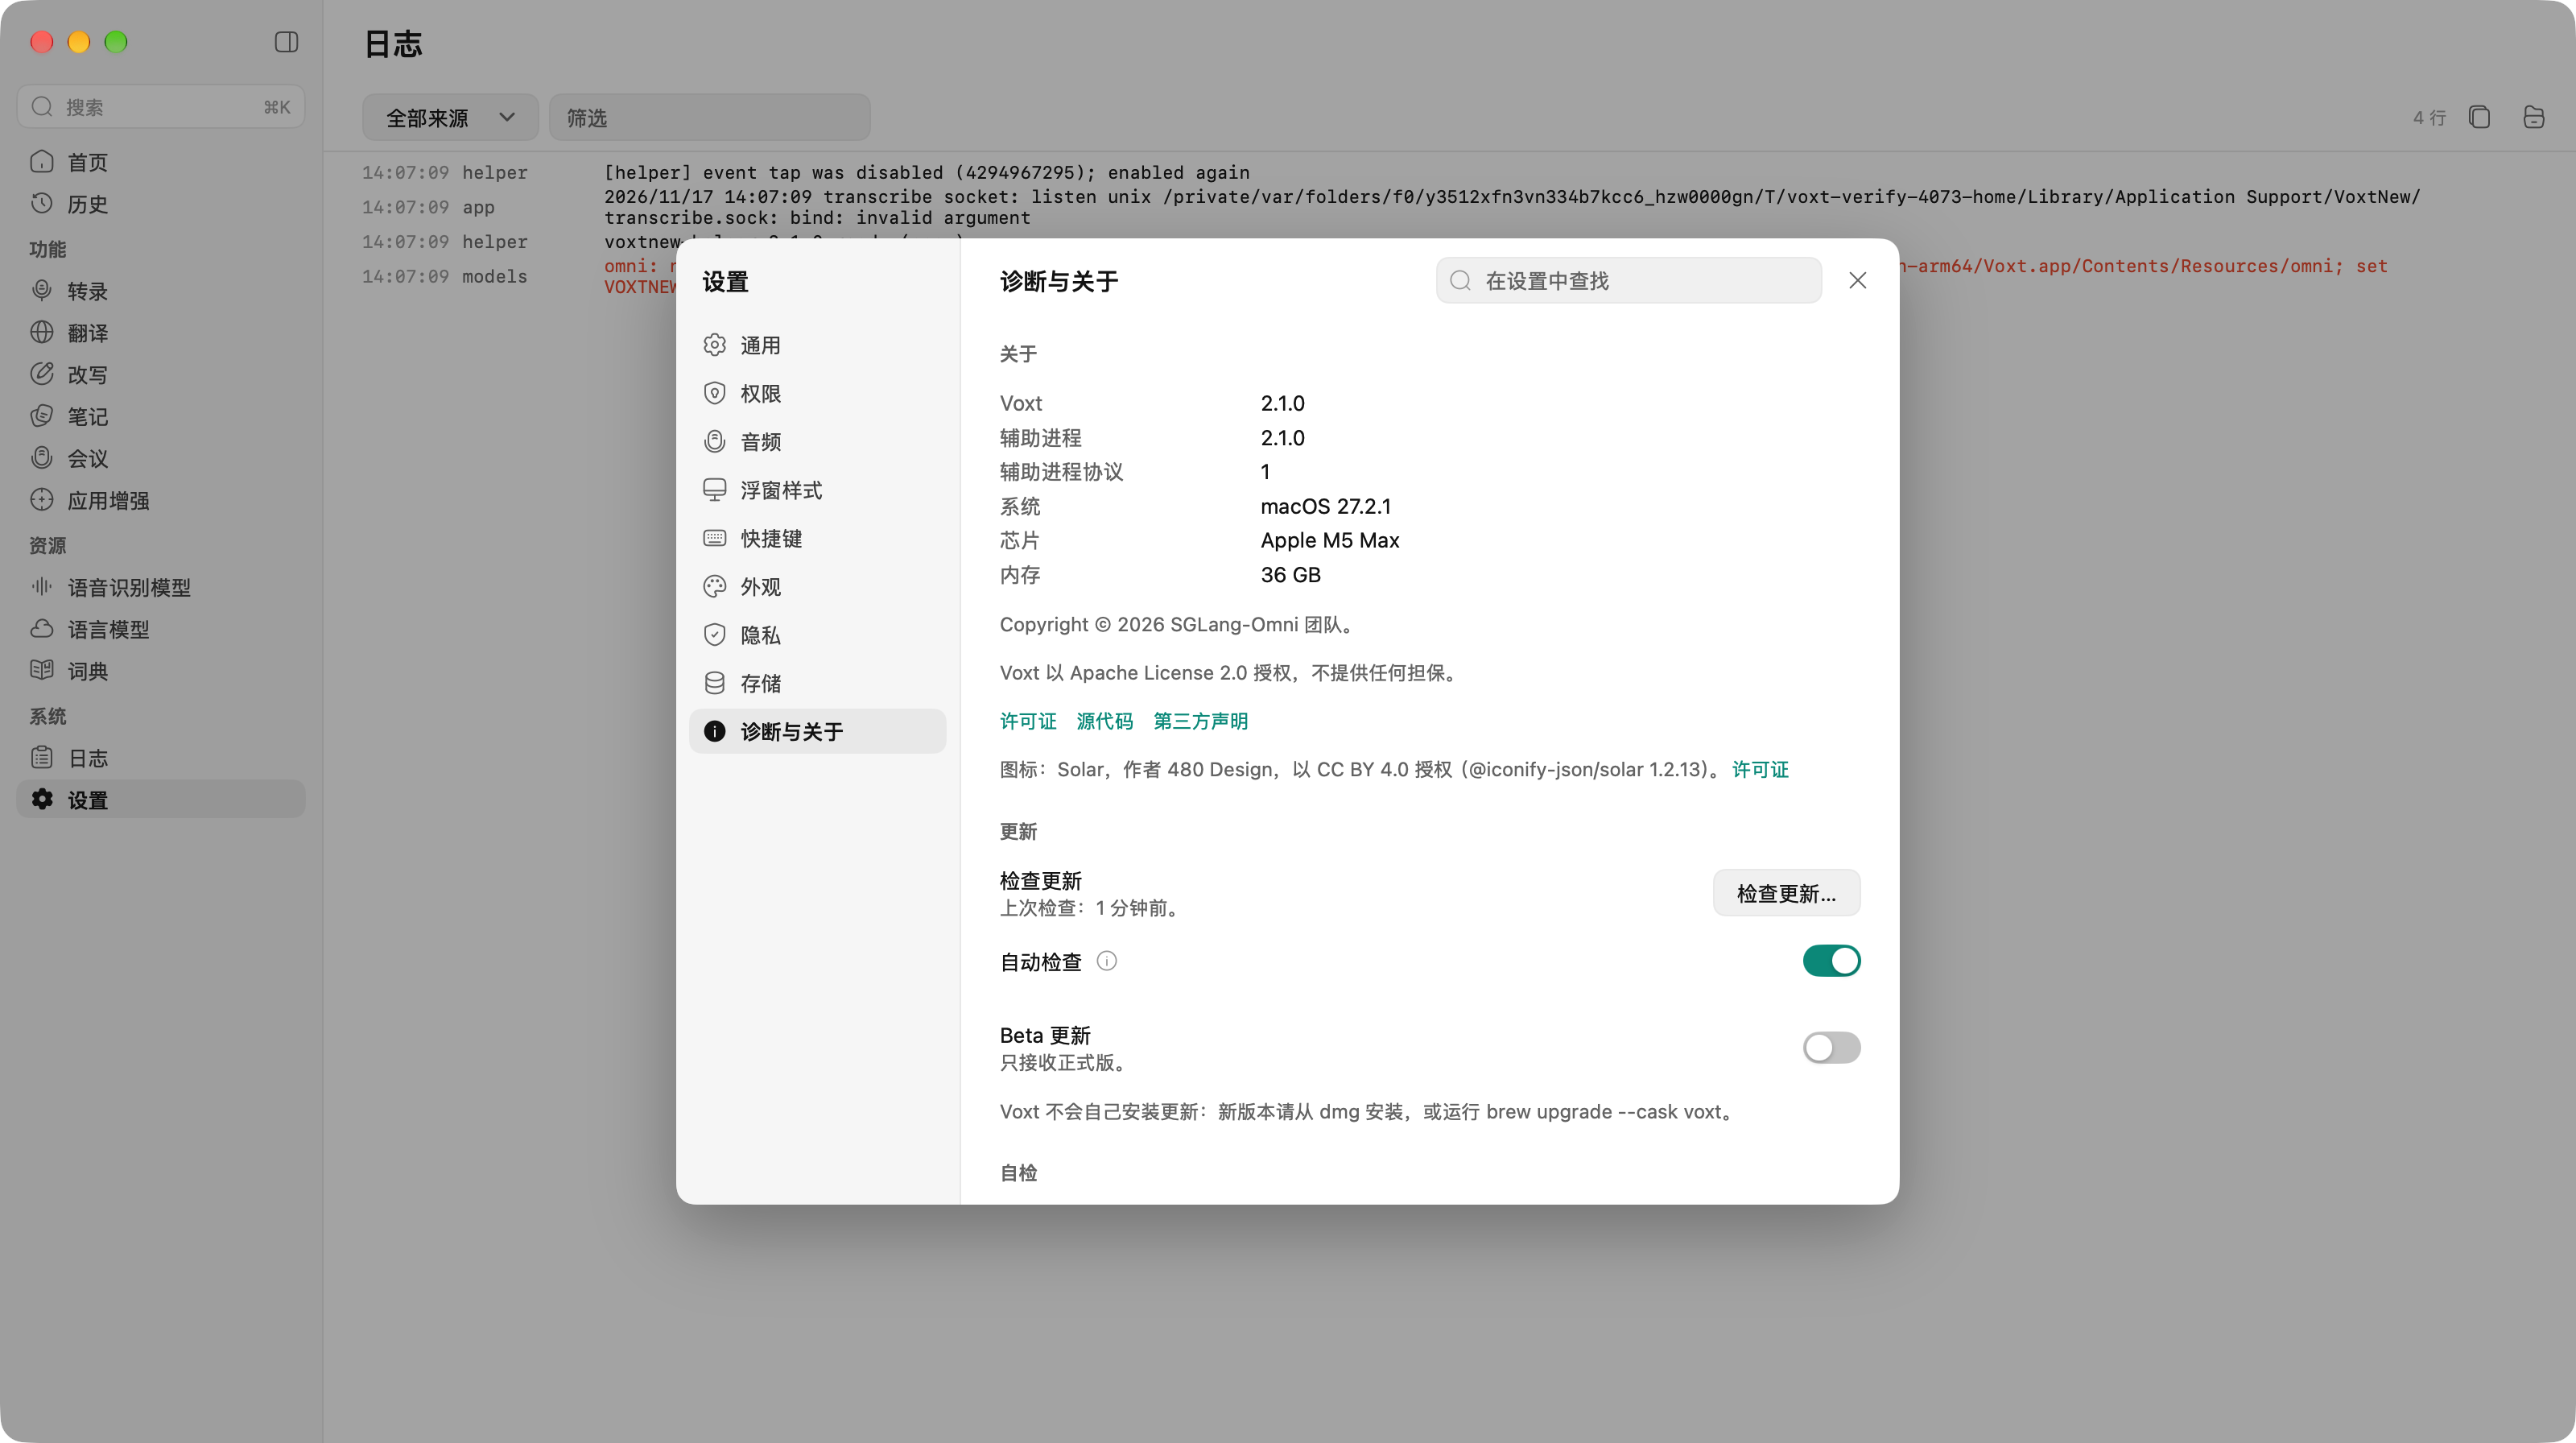 搜索 ⌘K
首页
历史
功能
转录
翻译
改写
笔记
会议
应用增强
资源
语音识别模型
语言模型
词典
系统
日志
设置
日志
全部来源
筛选
4 行
14:07:09 helper [helper] event tap was disabled (4294967295); enabled again
14:07:09 app 2026/11/17 14:07:09 transcribe socket: listen unix /private/var/folders/f0/y3512xfn3vn334b7kcc6_hzw0000gn/T/voxt-verify-4073-home/Library/Application Support/VoxtNew/
transcribe.sock: bind: invalid argument
14:07:09 helper
14:07:09 models omni:
-arm64/Voxt.app/Contents/Resources/omni; set
设置
通用
权限
音频
浮窗样式
快捷键
外观
隐私
存储
诊断与关于
诊断与关于
在设置中查找
关于
Voxt 2.1.0
辅助进程 2.1.0
辅助进程协议 1
系统 macOS 27.2.1
芯片 Apple M5 Max
内存 36 GB
Copyright © 2026 SGLang-Omni 团队。
Voxt 以 Apache License 2.0 授权，不提供任何担保。
许可证 源代码 第三方声明
图标：Solar，作者 480 Design，以 CC BY 4.0 授权（@iconify-json/solar 1.2.13）。 许可证
更新
检查更新
上次检查：1 分钟前。
检查更新...
自动检查
Beta 更新
只接收正式版。
Voxt 不会自己安装更新：新版本请从 dmg 安装，或运行 brew upgrade --cask voxt。
自检